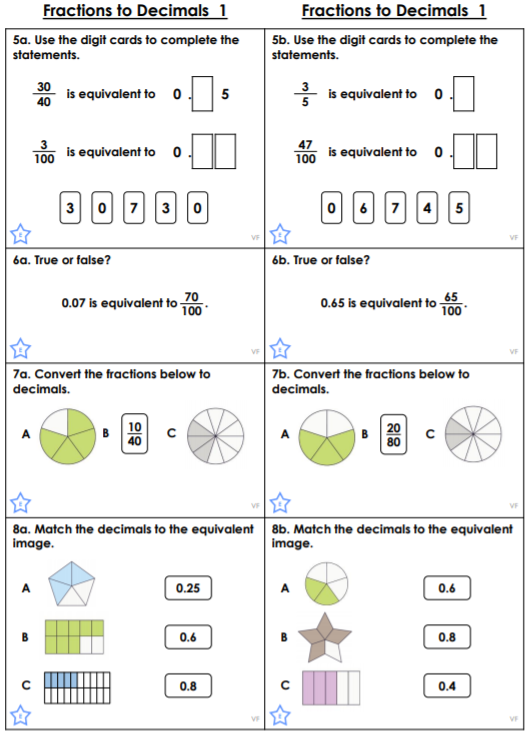 Fractions to Decimals 1
Fractions to Decimals 1
5a. Use the digit cards to complete the
statements.
30/40 is equivalent to 0 . 5
3/100 is equivalent to 0 .
3 0 7 3 0
E
VF
5b. Use the digit cards to complete the
statements.
3/5 is equivalent to 0 .
47/100 is equivalent to 0 .
0 6 7 4 5
E
VF
6a. True or false?
0.07 is equivalent to 70/100 .
E
VF
6b. True or false?
0.65 is equivalent to 65/100 .
E
VF
7a. Convert the fractions below to
decimals.
A B 10/40 C
E
VF
7b. Convert the fractions below to
decimals.
A B 20/80 C
E
VF
8a. Match the decimals to the equivalent
image.
A 0.25
B 0.6
C 0.8
E
VF
8b. Match the decimals to the equivalent
image.
A 0.6
B 0.8
C 0.4
E
VF